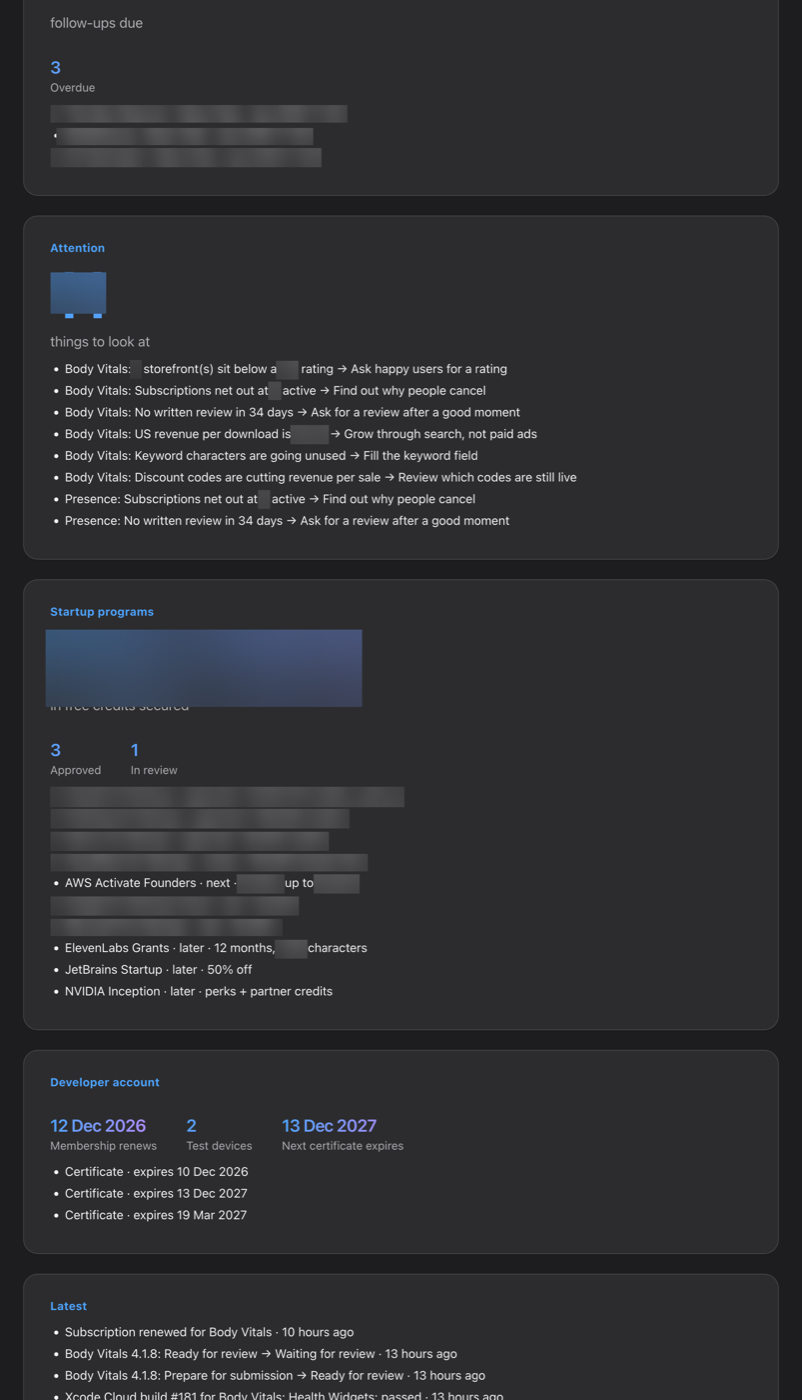 follow-ups due
3
Overdue
Attention
things to look at
• Body Vitals: storefront(s) sit below a rating → Ask happy users for a rating
• Body Vitals: Subscriptions net out at active → Find out why people cancel
• Body Vitals: No written review in 34 days → Ask for a review after a good moment
• Body Vitals: US revenue per download is → Grow through search, not paid ads
• Body Vitals: Keyword characters are going unused → Fill the keyword field
• Body Vitals: Discount codes are cutting revenue per sale → Review which codes are still live
• Presence: Subscriptions net out at active → Find out why people cancel
• Presence: No written review in 34 days → Ask for a review after a good moment
Startup programs
in free credits secured
3 1
Approved In review
• AWS Activate Founders · next · up to
• ElevenLabs Grants · later · 12 months, characters
• JetBrains Startup · later · 50% off
• NVIDIA Inception · later · perks + partner credits
Developer account
12 Dec 2026 2 13 Dec 2027
Membership renews Test devices Next certificate expires
• Certificate · expires 10 Dec 2026
• Certificate · expires 13 Dec 2027
• Certificate · expires 19 Mar 2027
Latest
• Subscription renewed for Body Vitals · 10 hours ago
• Body Vitals 4.1.8: Ready for review → Waiting for review · 13 hours ago
• Body Vitals 4.1.8: Prepare for submission → Ready for review · 13 hours ago
• Xcode Cloud build #181 for Body Vitals: Health Widgets: passed · 13 hours ago